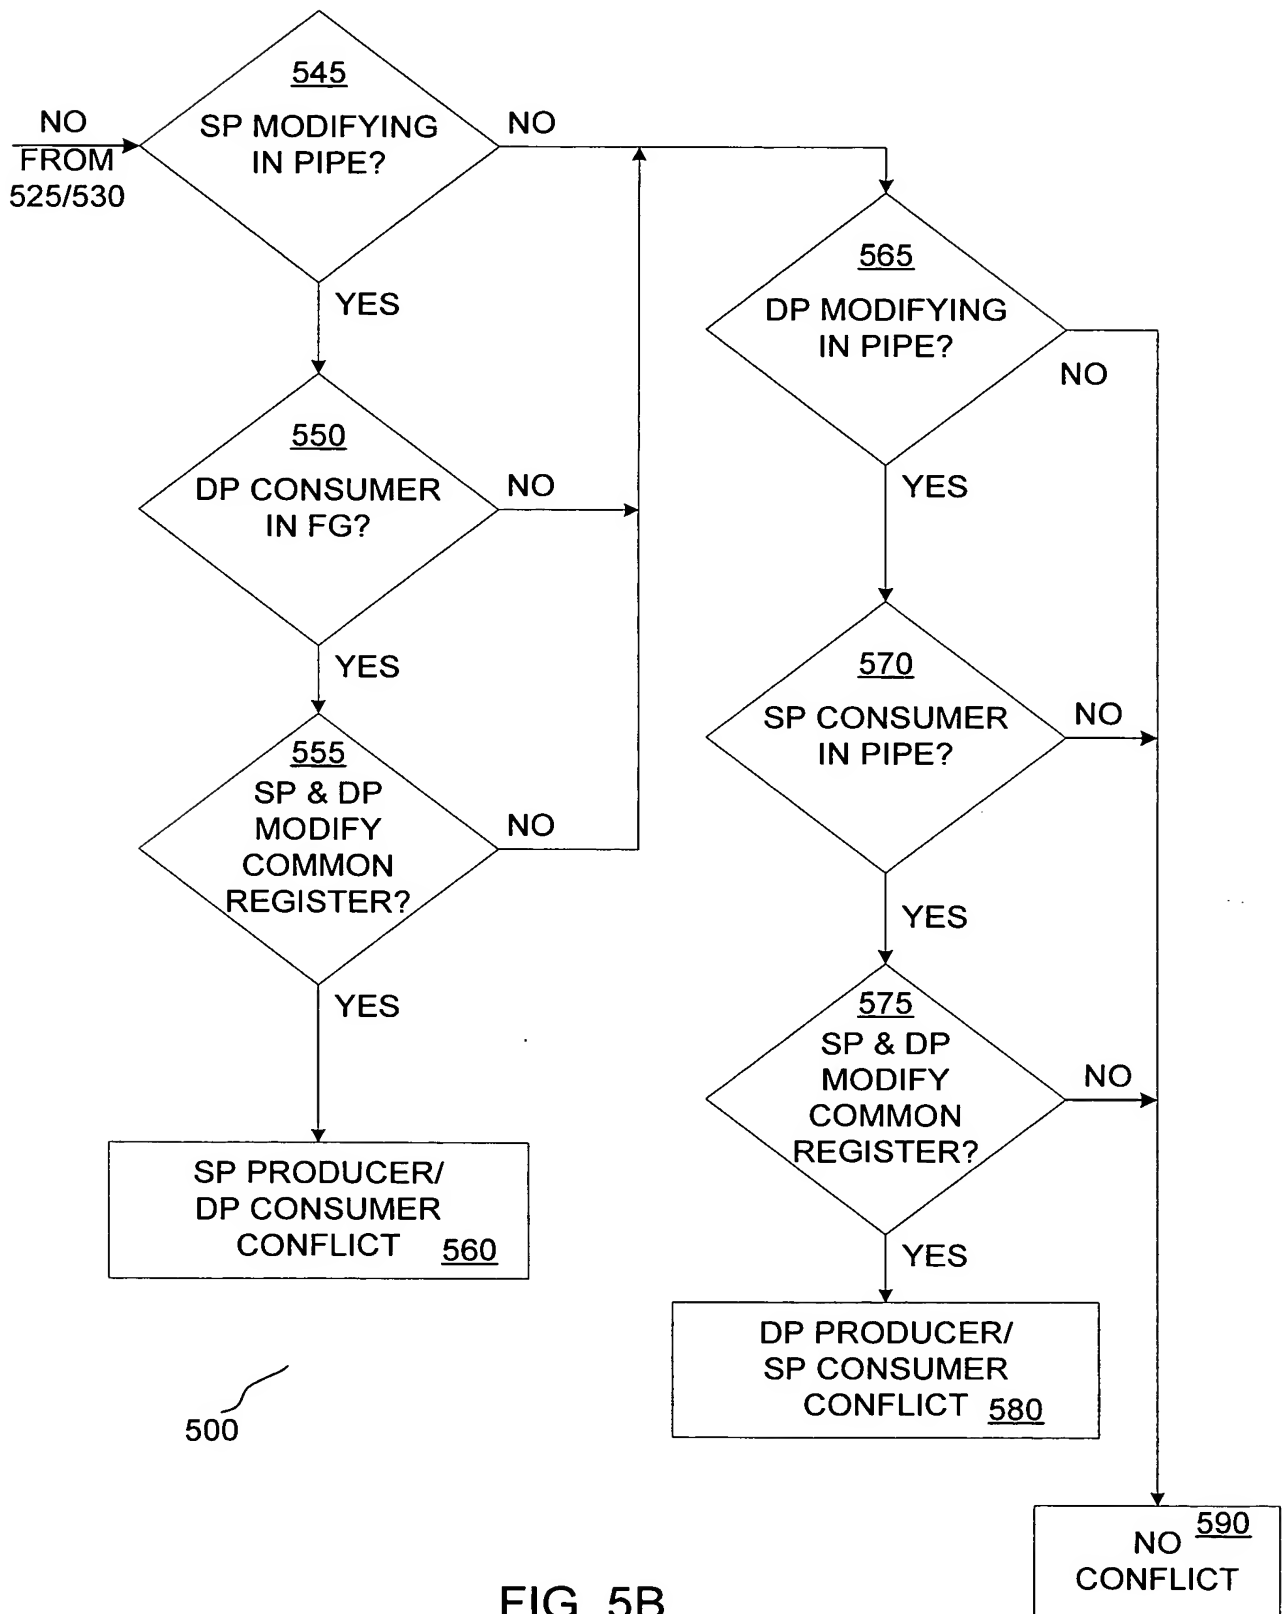 545
SP MODIFYING
IN PIPE?
NO
FROM
525/530
NO
YES
550
DP CONSUMER
IN FG?
NO
YES
555
SP & DP
MODIFY
COMMON
REGISTER?
NO
YES
SP PRODUCER/
DP CONSUMER
CONFLICT 560
565
DP MODIFYING
IN PIPE?
NO
YES
570
SP CONSUMER
IN PIPE?
NO
YES
575
SP & DP
MODIFY
COMMON
REGISTER?
NO
YES
DP PRODUCER/
SP CONSUMER
CONFLICT 580
500
590
NO
CONFLICT
FIG. 5B